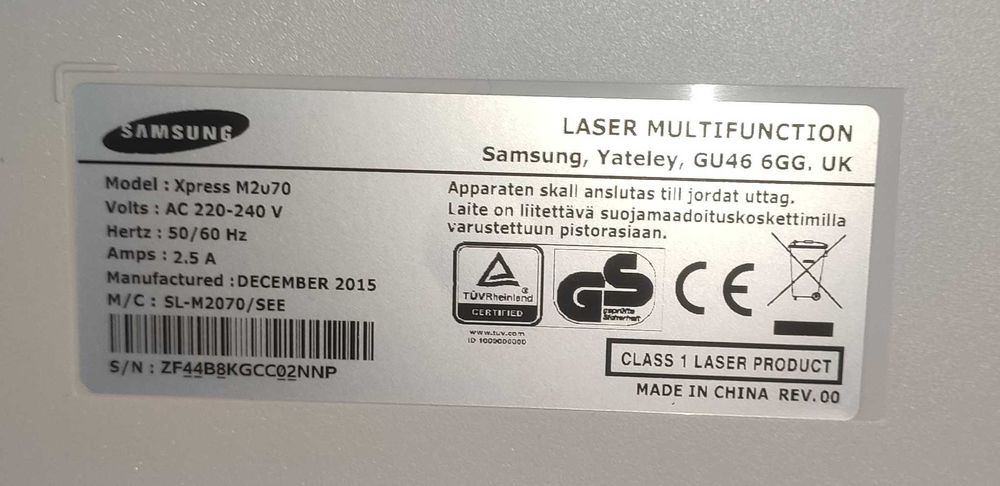 SAMSUNG
LASER MULTIFUNCTION
Samsung, Yateley, GU46 6GG, UK
Model : Xpress M2070
Volts : AC 220-240 V
Hertz : 50/60 Hz
Amps : 2.5 A
Manufactured :DECEMBER 2015
M/C : SL-M2070/SEE
S/N : ZF44B8KGCC02NNP
Apparaten skall anslutas till jordat uttag.
Laite on liitettävä suojamaadoituskoskettimilla
varustettuun pistorasiaan.
TÜVRheinland
CERTIFIED
www.tuv.com
ID
GS
geprüfte
Sicherheit
CE
CLASS 1 LASER PRODUCT
MADE IN CHINA REV.00